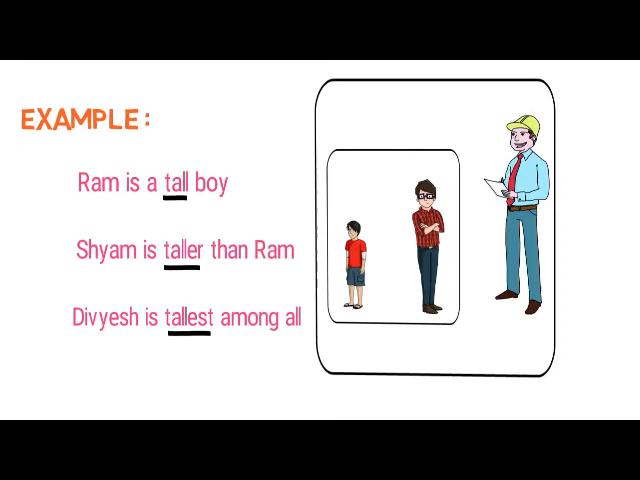 EXAMPLE :
Ram is a tall boy
Shyam is taller than Ram
Divyesh is tallest among all